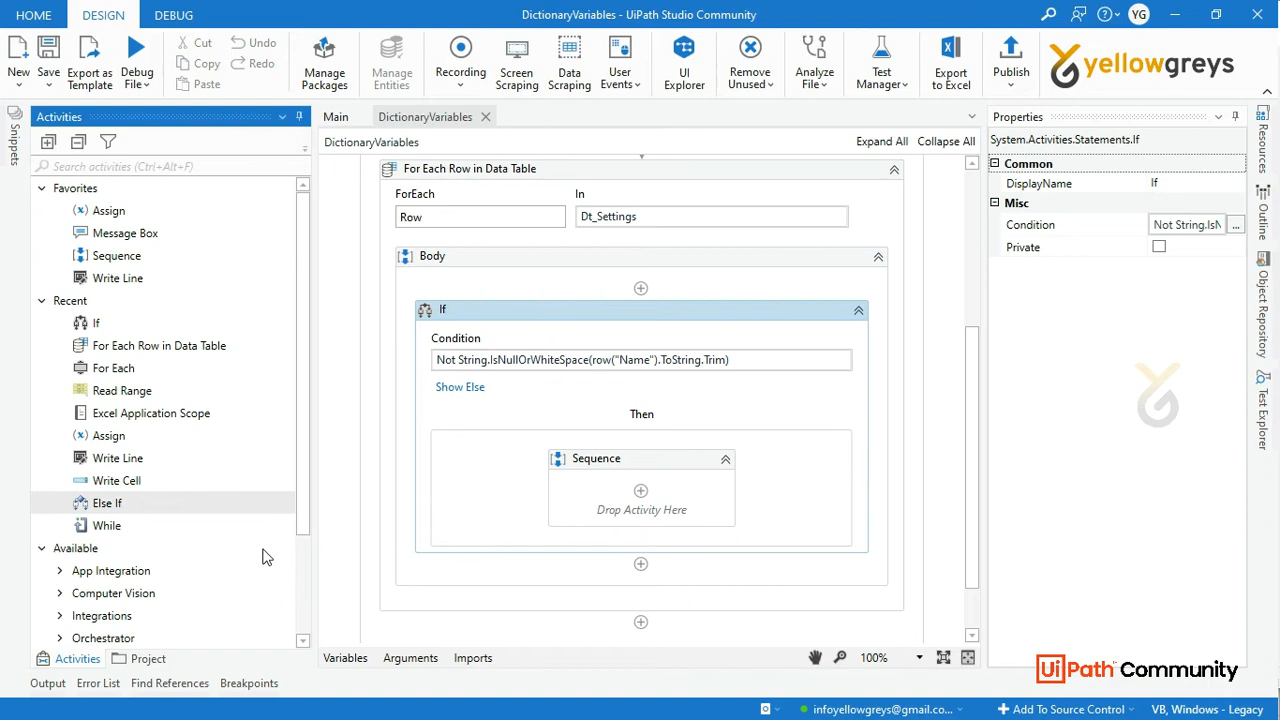 HOME
DESIGN
DEBUG
DictionaryVariables - UiPath Studio Community
YG
New
Save
Export as Template
Debug File
Cut
Copy
Paste
Undo
Redo
Manage Packages
Manage Entities
Recording
Screen Scraping
Data Scraping
User Events
UI Explorer
Remove Unused
Analyze File
Test Manager
Export to Excel
Publish
yellowgreys
Snippets
Activities
Search activities (Ctrl+Alt+F)
Favorites
Assign
Message Box
Sequence
Write Line
Recent
If
For Each Row in Data Table
For Each
Read Range
Excel Application Scope
Assign
Write Line
Write Cell
Else If
While
Available
App Integration
Computer Vision
Integrations
Orchestrator
Activities
Project
Main
DictionaryVariables
DictionaryVariables
Expand All
Collapse All
For Each Row in Data Table
ForEach
In
Row
Dt_Settings
Body
If
Condition
Not String.IsNullOrWhiteSpace(row("Name").ToString.Trim)
Show Else
Then
Sequence
Drop Activity Here
Variables
Arguments
Imports
100%
Properties
System.Activities.Statements.If
Common
DisplayName
If
Misc
Condition
Not String.IsN
...
Private
Resources
Outline
Object Repository
Test Explorer
UiPath Community
Output
Error List
Find References
Breakpoints
infoyellowgreys@gmail.co...
Add To Source Control
VB, Windows - Legacy